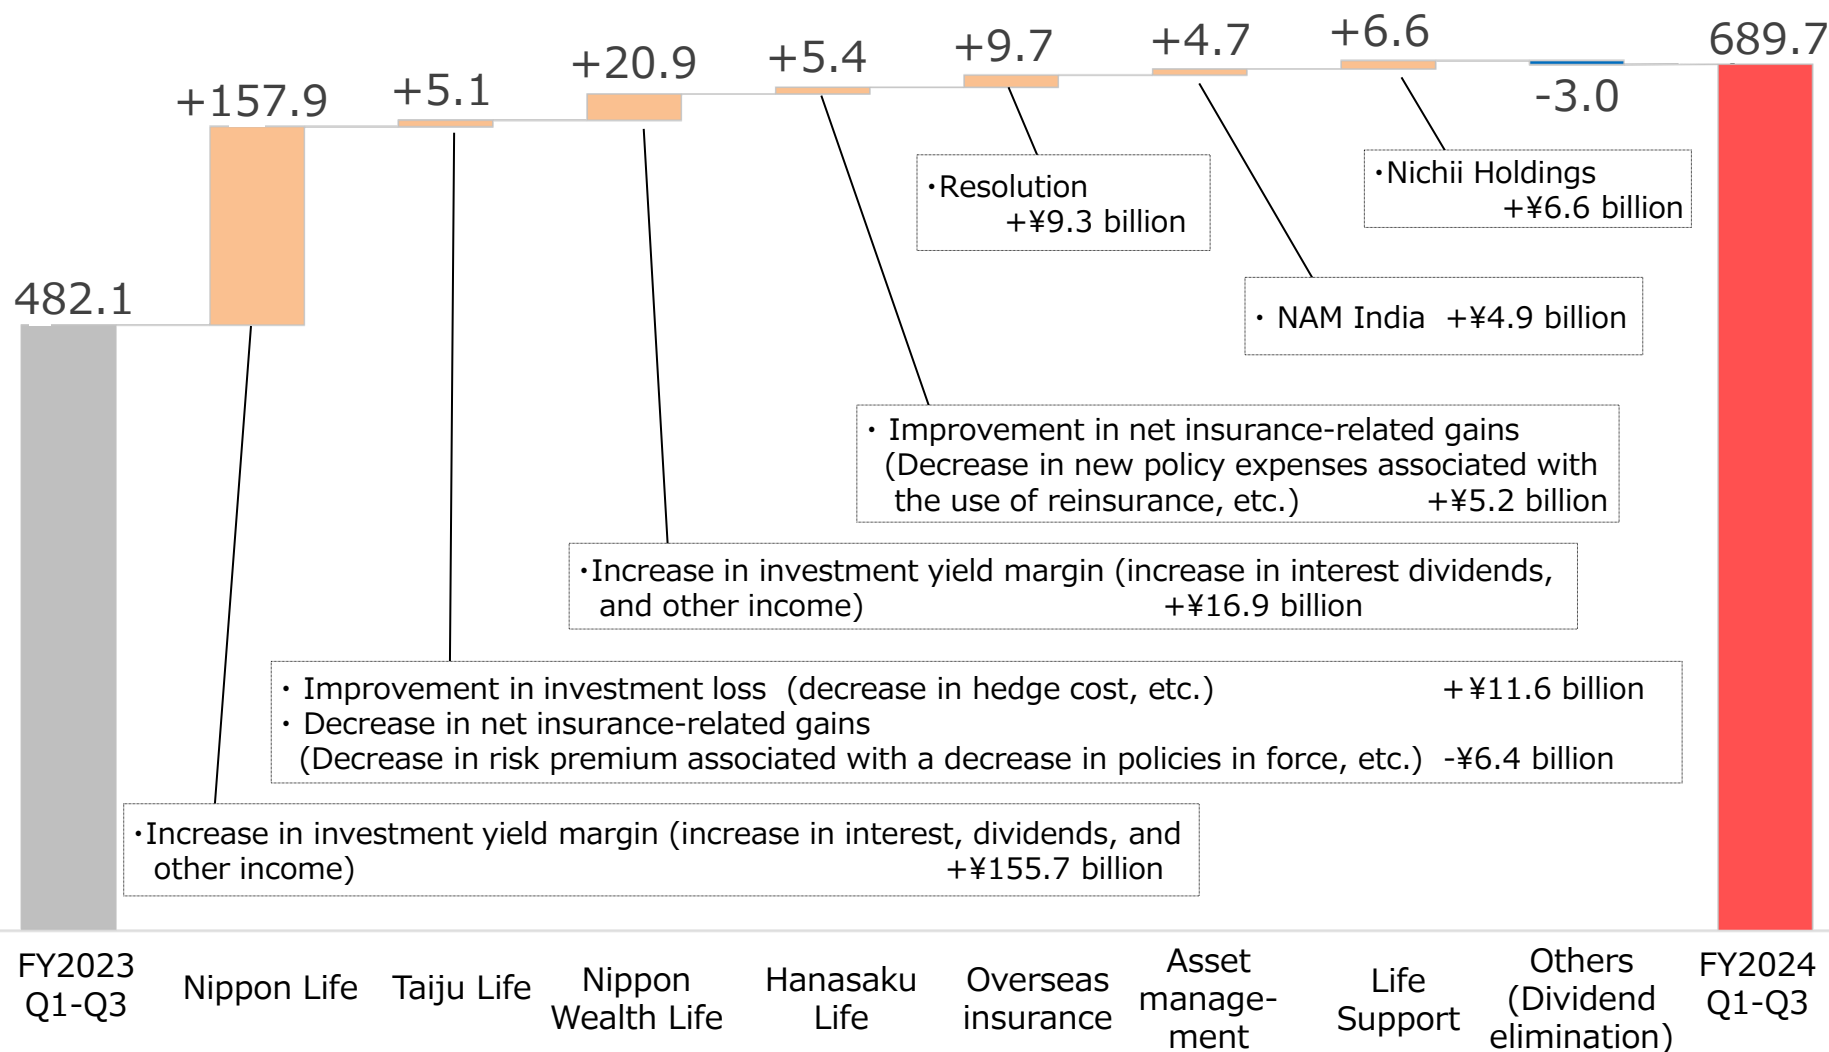 +157.9
+5.1
+20.9
+5.4
+9.7
+4.7
+6.6
-3.0
689.7
482.1
・Resolution
+¥9.3 billion
・Nichii Holdings
+¥6.6 billion
・ NAM India +¥4.9 billion
・ Improvement in net insurance-related gains
(Decrease in new policy expenses associated with
the use of reinsurance, etc.) +¥5.2 billion
・Increase in investment yield margin (increase in interest dividends,
and other income) +¥16.9 billion
・ Improvement in investment loss (decrease in hedge cost, etc.) +¥11.6 billion
・ Decrease in net insurance-related gains
(Decrease in risk premium associated with a decrease in policies in force, etc.) -¥6.4 billion
・Increase in investment yield margin (increase in interest, dividends, and
other income) +¥155.7 billion
FY2023
Q1-Q3
Nippon Life
Taiju Life
Nippon
Wealth Life
Hanasaku
Life
Overseas
insurance
Asset
manage-
ment
Life
Support
Others
(Dividend
elimination)
FY2024
Q1-Q3